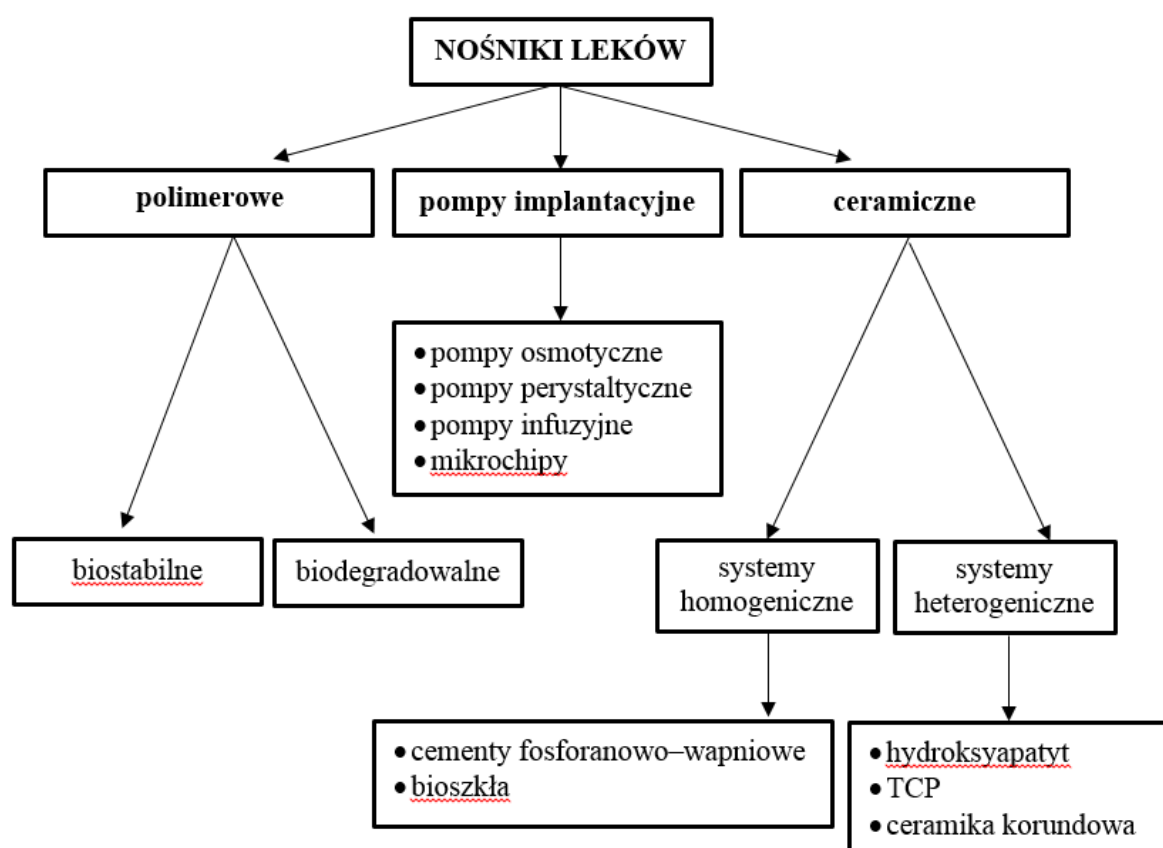 NOŚNIKI LEKÓW
polimerowe
pompy implantacyjne
ceramiczne
• pompy osmotyczne
• pompy perystaltyczne
• pompy infuzyjne
• mikrochipy
biostabilne
biodegradowalne
systemy
homogeniczne
systemy
heterogeniczne
• cementy fosforanowo–wapniowe
• bioszkła
• hydroksyapatyt
• TCP
• ceramika korundowa